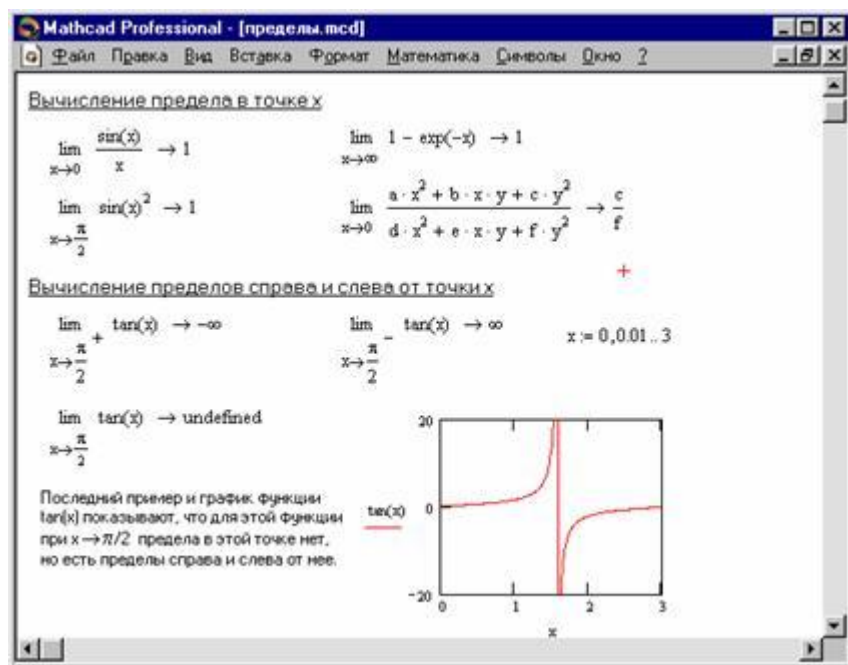 Mathcad Professional - [пределы.mcd]
Файл Правка Вид Вставка Формат Математика Символы Окно ?
Вычисление предела в точке x
lim x→0 sin(x)/x → 1
lim x→∞ 1 − exp(−x) → 1
lim x→π/2 sin(x)² → 1
lim x→0 (a·x² + b·x·y + c·y²)/(d·x² + e·x·y + f·y²) → c/f
Вычисление пределов справа и слева от точки x
lim x→π/2 + tan(x) → −∞
lim x→π/2 − tan(x) → ∞
x := 0,0.01..3
lim x→π/2 tan(x) → undefined
Последний пример и график функции
tan(x) показывают, что для этой функции
при x→π/2 предела в этой точке нет,
но есть пределы справа и слева от нее.
20
tan(x) 0
−20
0 1 2 3
x